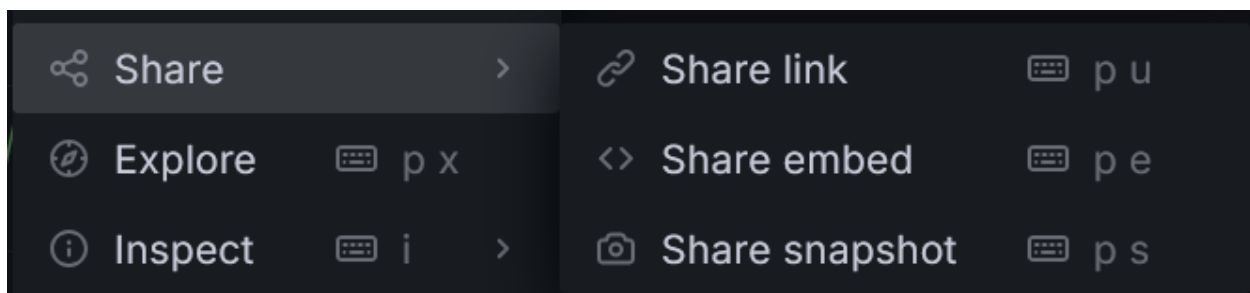 Share
Explore p x
Inspect i
Share link p u
Share embed p e
Share snapshot p s